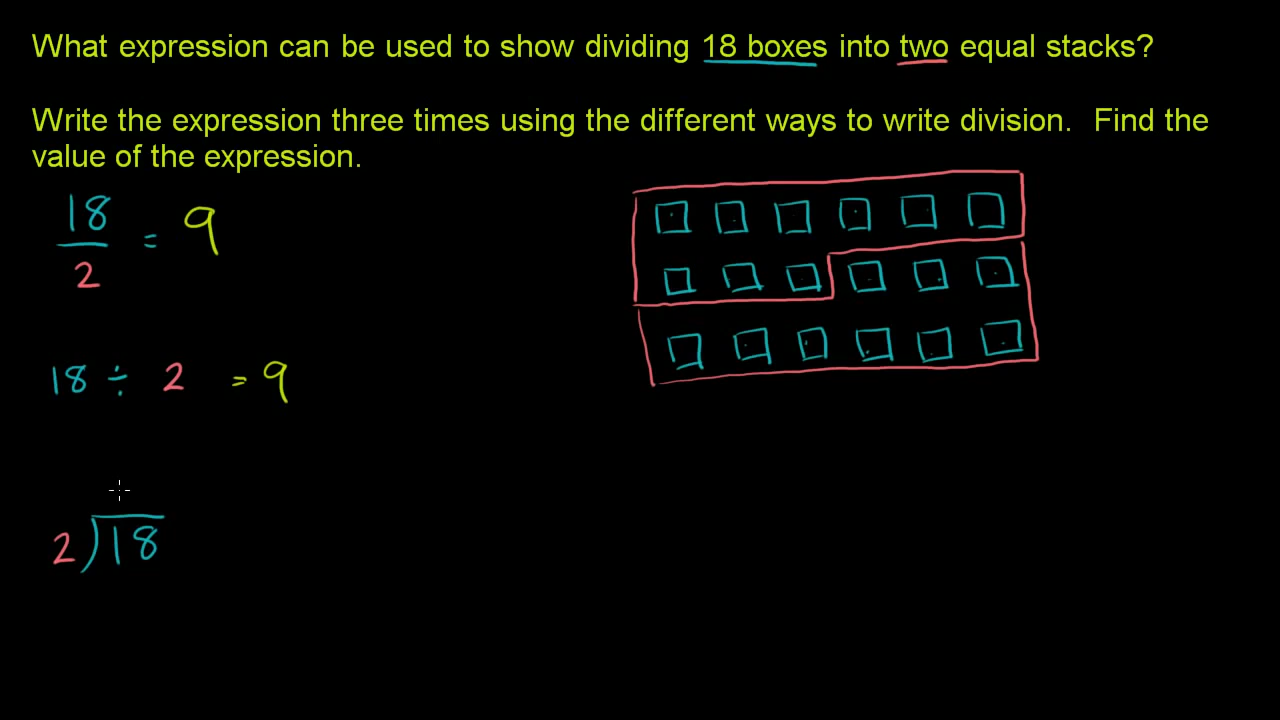 What expression can be used to show dividing 18 boxes into two equal stacks?
Write the expression three times using the different ways to write division. Find the
value of the expression.
18
2
= 9
18 ÷ 2 = 9
2)18